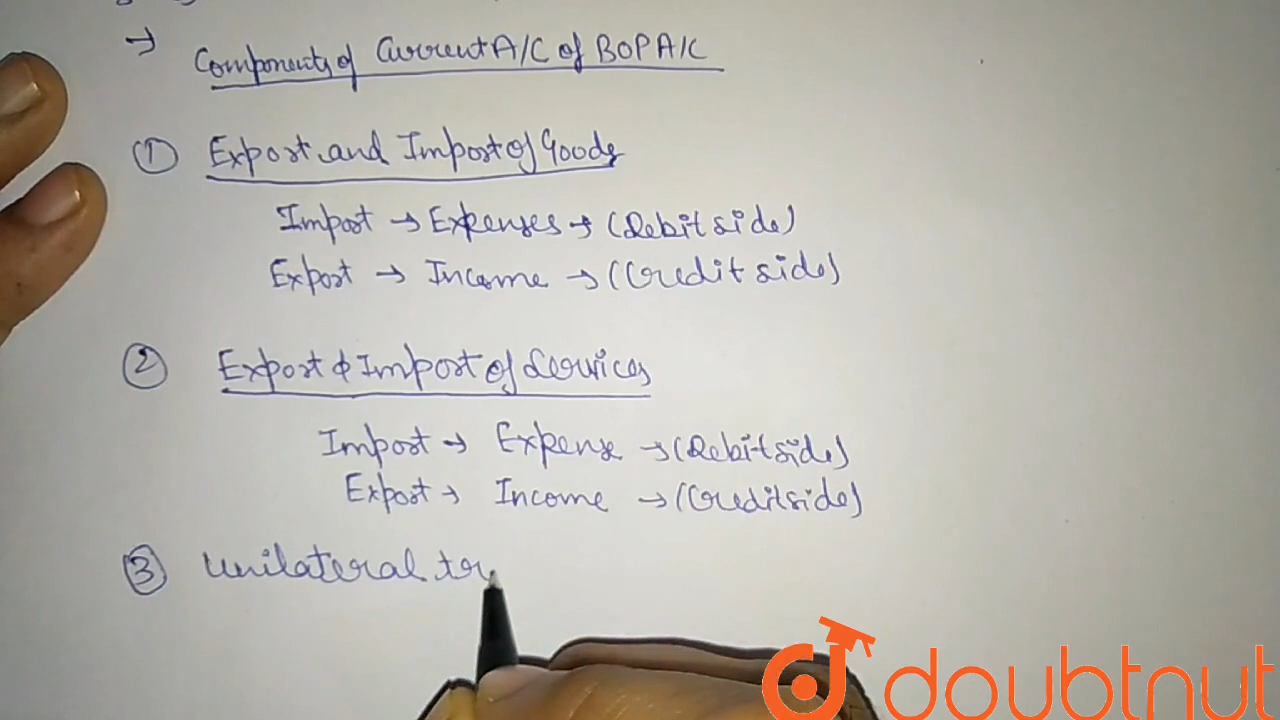 → Components of Current A/C of BOP A/C
① Export and Import of Goods
Import → Expenses → (Debit side)
Export → Income → (Credit side)
② Export & Import of Services
Import → Expense → (Debit side)
Export → Income → (Credit side)
③ Unilateral tr
doubtnut